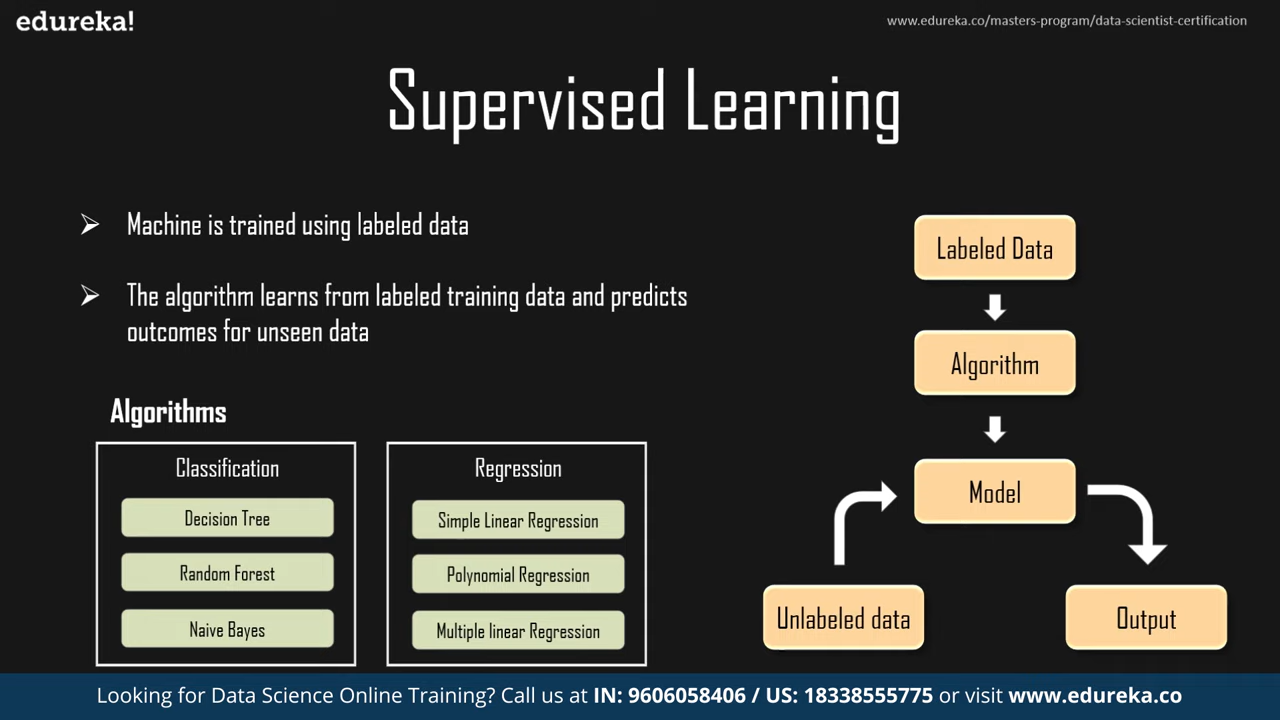 edureka!
www.edureka.co/masters-program/data-scientist-certification
Supervised Learning
Machine is trained using labeled data
The algorithm learns from labeled training data and predicts
outcomes for unseen data
Algorithms
Classification
Decision Tree
Random Forest
Naive Bayes
Regression
Simple Linear Regression
Polynomial Regression
Multiple linear Regression
Labeled Data
Algorithm
Model
Unlabeled data
Output
Looking for Data Science Online Training? Call us at IN: 9606058406 / US: 18338555775 or visit www.edureka.co